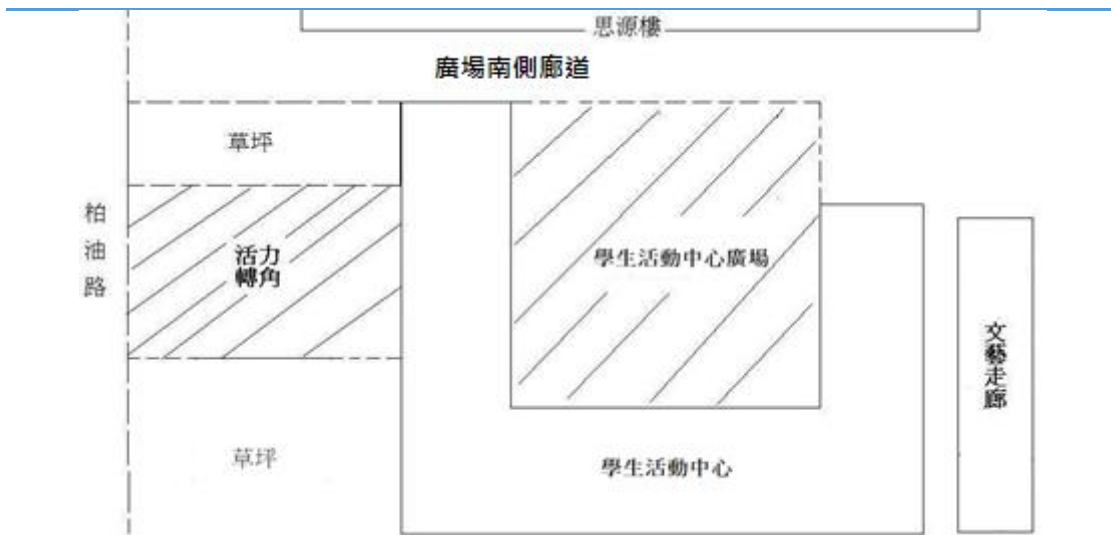 思源樓
廣場南側廊道
草坪
柏油路
活力
轉角
學生活動中心廣場
文藝走廊
草坪
學生活動中心